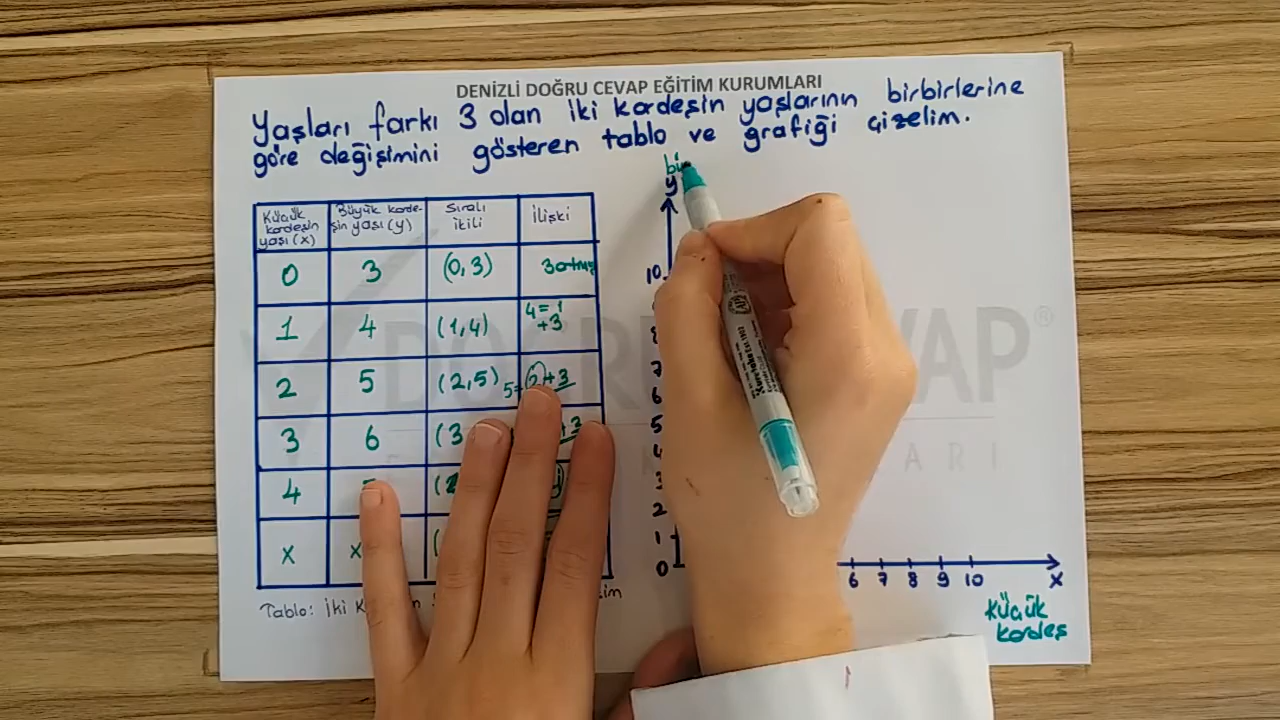 DENİZLİ DOĞRU CEVAP EĞİTİM KURUMLARI
Yaşları farkı 3 olan iki kardeşin yaşlarının birbirlerine
göre değişimini gösteren tablo ve grafiği çizelim.
Küçük kardeşin yaşı (x)
Büyük kardeşin yaşı (y)
Sıralı ikili
İlişki
0 3 (0,3)
1 4 (1,4) 4=1+3
2 5 (2,5) 5=2+3
3 6 (3 +3
4
x x
Tablo: İki
bü
y
10
7
6
5
4
3
2
1
0
6 7 8 9 10 x
Küçük
kardeş